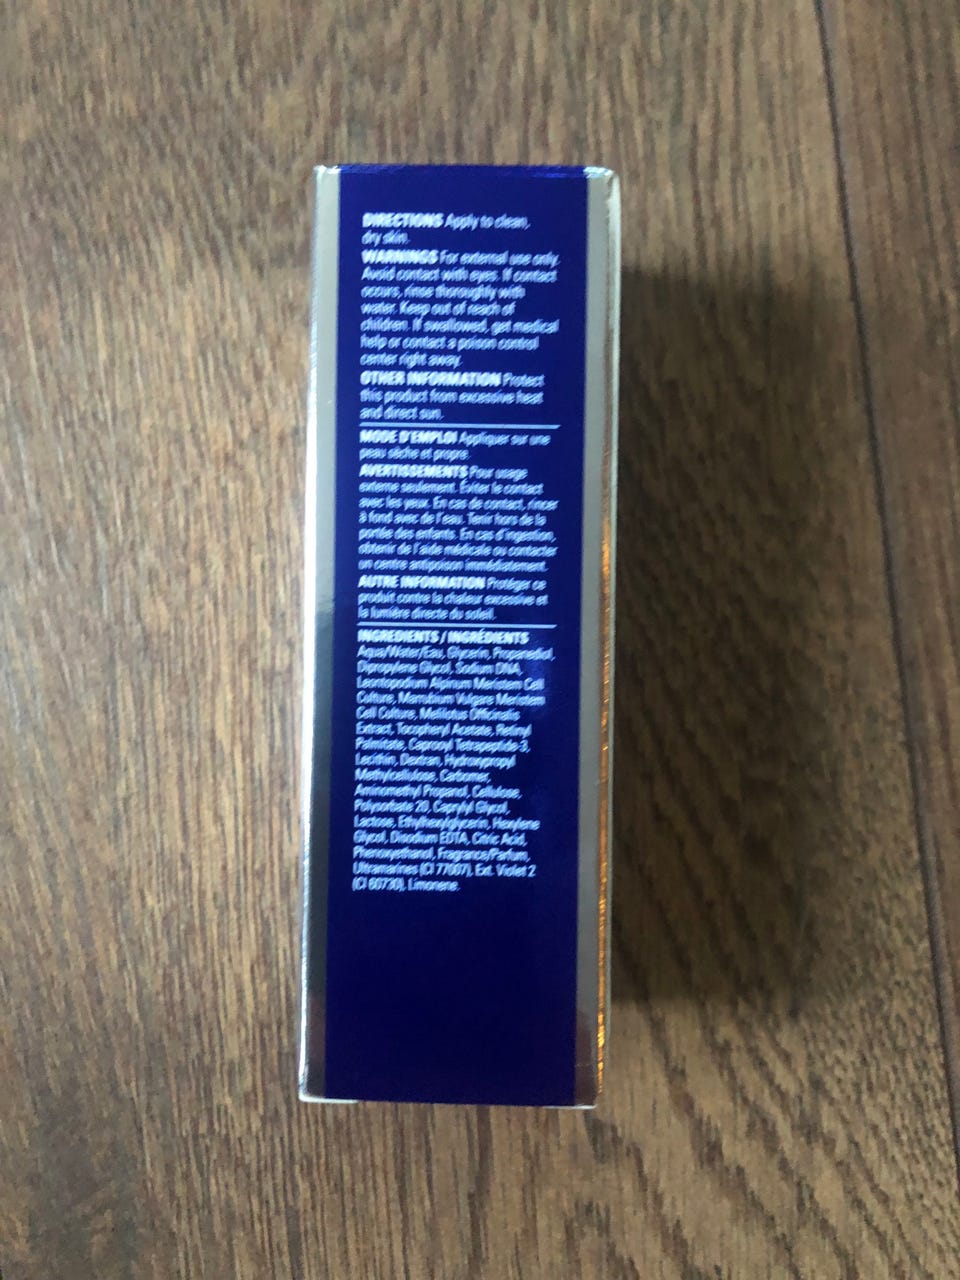 DIRECTIONS Apply to clean,
dry skin.
WARNINGS For external use only.
Avoid contact with eyes. If contact
occurs, rinse thoroughly with
water. Keep out of reach of
children. If swallowed, get medical
help or contact a poison control
center right away.
OTHER INFORMATION Protect
this product from excessive heat
and direct sun.
MODE D'EMPLOI Appliquer sur une
peau sèche et propre.
AVERTISSEMENTS Pour usage
externe seulement. Éviter le contact
avec les yeux. En cas de contact, rincer
à fond avec de l'eau. Tenir hors de la
portée des enfants. En cas d'ingestion,
obtenir de l'aide médicale ou contacter
un centre antipoison immédiatement.
AUTRE INFORMATION Protéger ce
produit contre la chaleur excessive et
la lumière directe du soleil.
INGREDIENTS / INGRÉDIENTS
Aqua/Water/Eau, Glycerin, Propanediol,
Dipropylene Glycol, Sodium DNA,
Leontopodium Alpinum Meristem Cell
Culture, Marrubium Vulgare Meristem
Cell Culture, Melilotus Officinalis
Extract, Tocopheryl Acetate, Retinyl
Palmitate, Caprooyl Tetrapeptide-3,
Lecithin, Dextran, Hydroxypropyl
Methylcellulose, Carbomer,
Aminomethyl Propanol, Cellulose,
Polysorbate 20, Caprylyl Glycol,
Lactose, Ethylhexylglycerin, Hexylene
Glycol, Disodium EDTA, Citric Acid,
Phenoxyethanol, Fragrance/Parfum,
Ultramarines (CI 77007), Ext. Violet 2
(CI 60730), Limonene.